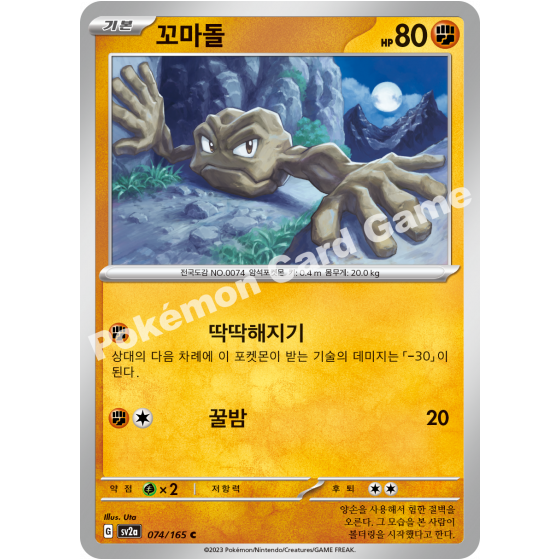 기본 꼬마돌 HP 80
전국도감 NO.0074 암석포켓몬 키: 0.4 m 몸무게: 20.0 kg
Pokémon Card Game
딱딱해지기
상대의 다음 차례에 이 포켓몬이 받는 기술의 데미지는 「-30」이
된다.
꿀밤 20
약점 ×2 저항력 후퇴
Illus. Uta
G sv2a 074/165 C
양손을 사용해서 험한 절벽을
오른다. 그 모습을 본 사람이
볼더링을 시작했다고 한다.
©2023 Pokémon/Nintendo/Creatures/GAME FREAK.